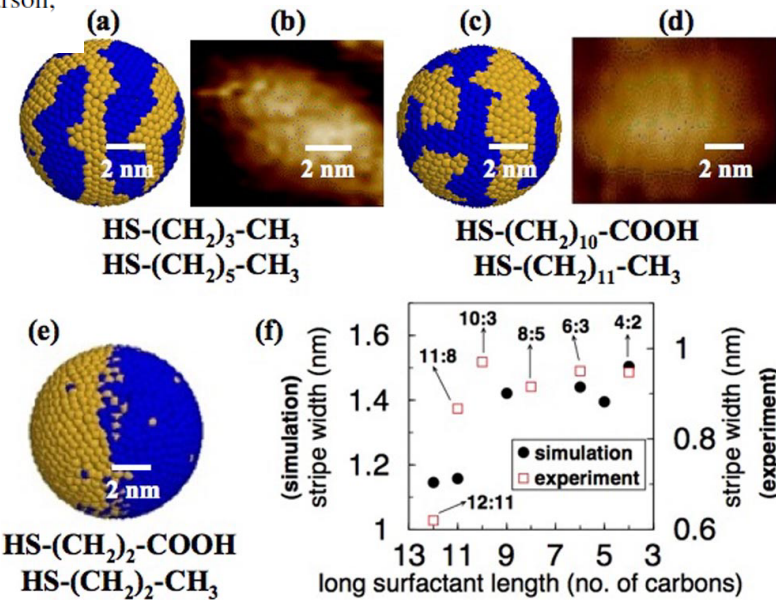 rson,
(a) (b) (c) (d)
2 nm 2 nm 2 nm 2 nm
HS-(CH2)3-CH3
HS-(CH2)5-CH3
HS-(CH2)10-COOH
HS-(CH2)11-CH3
(e)
2 nm
HS-(CH2)2-COOH
HS-(CH2)2-CH3
(f)
(simulation)
stripe width (nm)
1.6
1.4
1.2
1
11:8
10:3
8:5
6:3
4:2
12:11
simulation
experiment
1
0.8
0.6
stripe width (nm)
(experiment)
13 11 9 7 5 3
long surfactant length (no. of carbons)